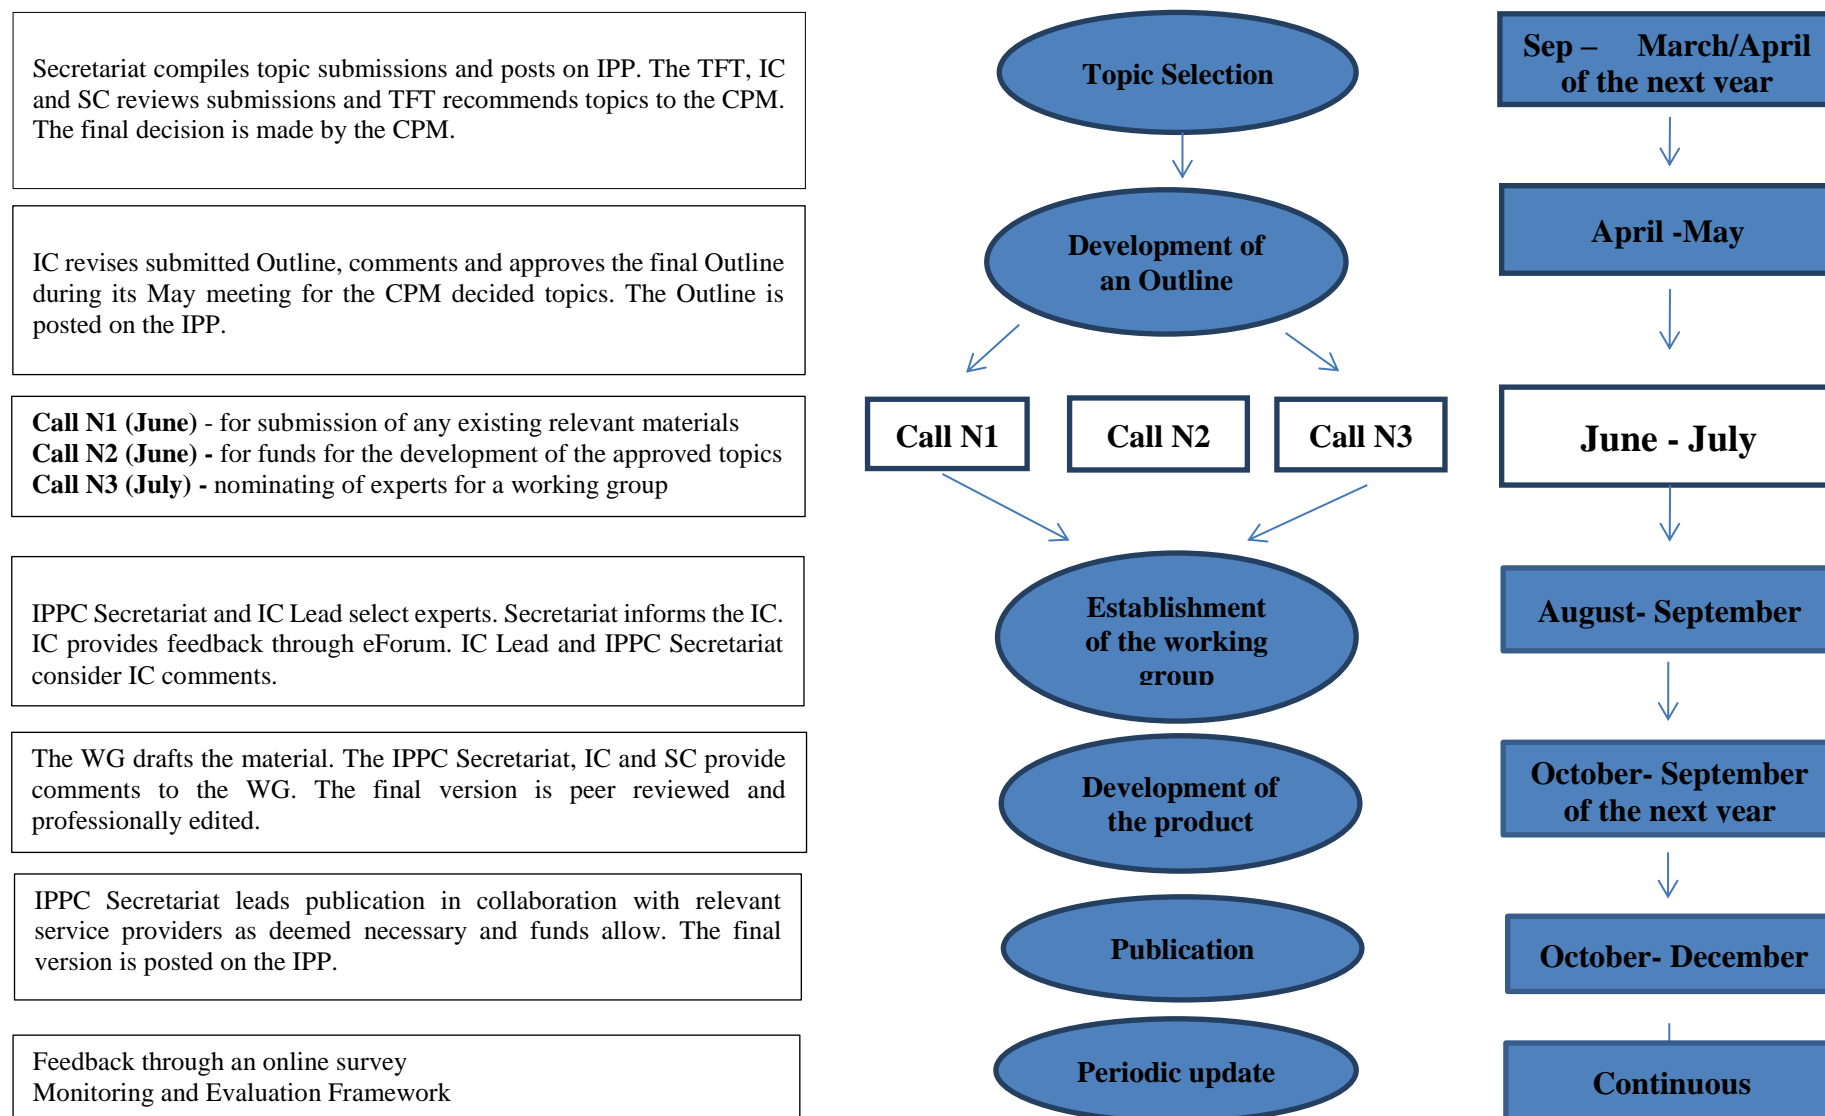 Secretariat compiles topic submissions and posts on IPP. The TFT, IC
and SC reviews submissions and TFT recommends topics to the CPM.
The final decision is made by the CPM.
Topic Selection
Sep – March/April
of the next year
IC revises submitted Outline, comments and approves the final Outline
during its May meeting for the CPM decided topics. The Outline is
posted on the IPP.
Development of
an Outline
April -May
Call N1 (June) - for submission of any existing relevant materials
Call N2 (June) - for funds for the development of the approved topics
Call N3 (July) - nominating of experts for a working group
Call N1
Call N2
Call N3
June - July
IPPC Secretariat and IC Lead select experts. Secretariat informs the IC.
IC provides feedback through eForum. IC Lead and IPPC Secretariat
consider IC comments.
Establishment
of the working
group
August- September
The WG drafts the material. The IPPC Secretariat, IC and SC provide
comments to the WG. The final version is peer reviewed and
professionally edited.
Development of
the product
October- September
of the next year
IPPC Secretariat leads publication in collaboration with relevant
service providers as deemed necessary and funds allow. The final
version is posted on the IPP.
Publication
October- December
Feedback through an online survey
Monitoring and Evaluation Framework
Periodic update
Continuous